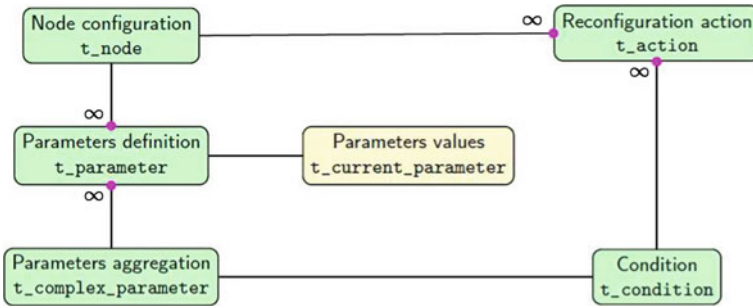 Node configuration
t_node
∞
Reconfiguration action
t_action
∞
∞
Parameters definition
t_parameter
Parameters values
t_current_parameter
∞
Parameters aggregation
t_complex_parameter
Condition
t_condition